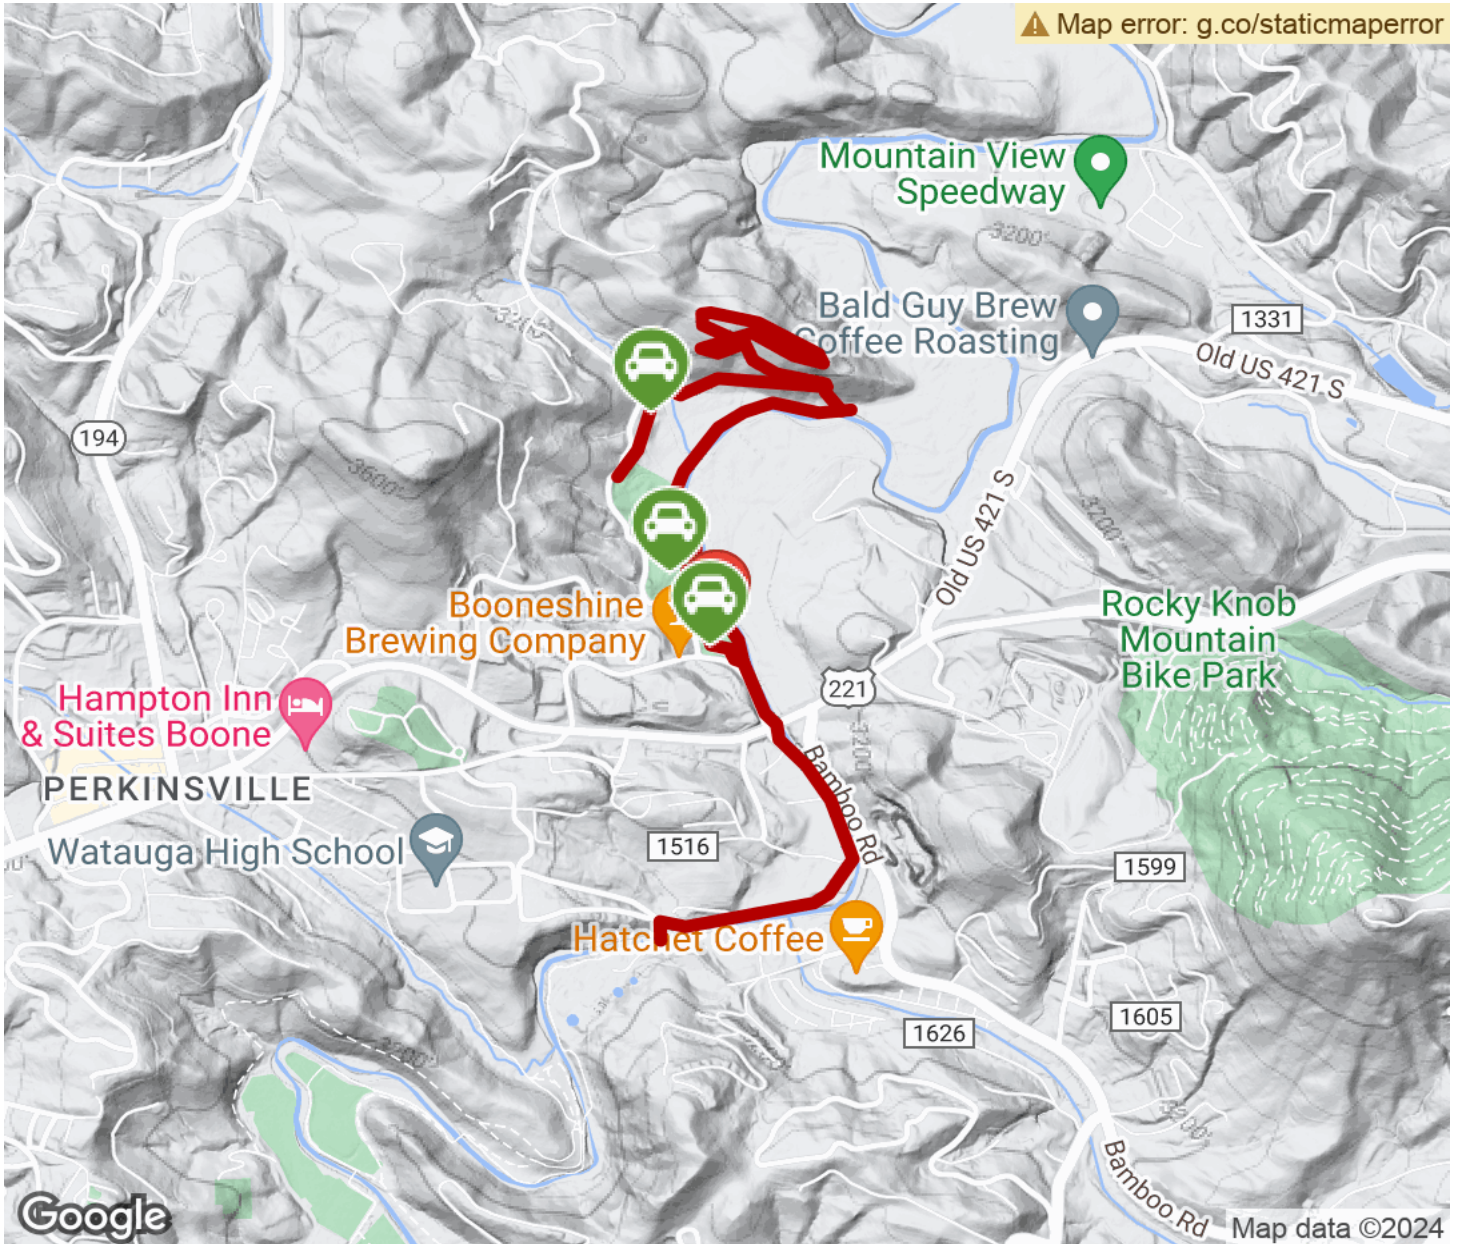 Map error: g.co/staticmaperror
Mountain View
Speedway
3200'
Bald Guy Brew
Coffee Roasting
1331
Old US 421 S
3200'
194
3600'
Old US 421 S
3200'
Booneshine
Brewing Company
Rocky Knob
Mountain
Bike Park
221
Hampton Inn
& Suites Boone
3200'
PERKINSVILLE
Bamboo Rd
Watauga High School
1516
1599
Hatchet Coffee
1605
1626
3200'
Bamboo Rd
Google
Map data ©2024